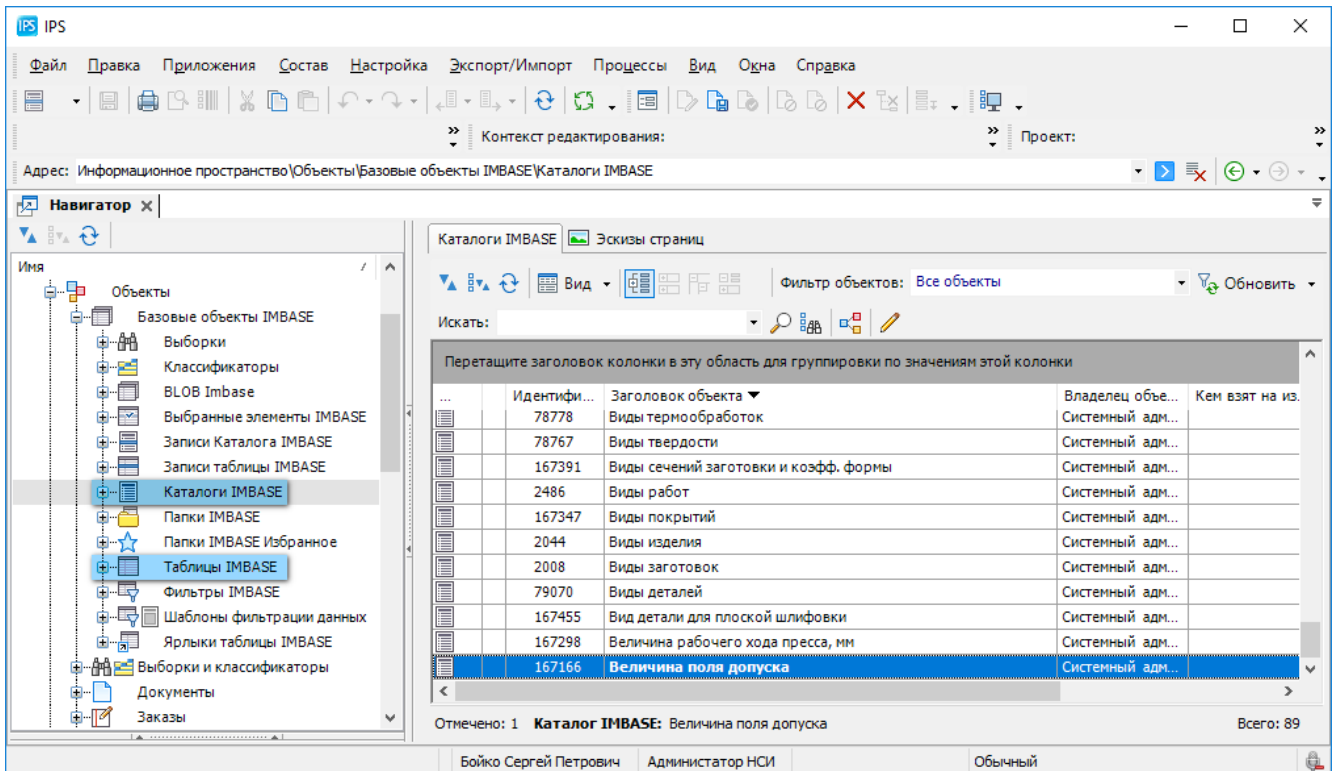 IPS IPS
Файл Правка Приложения Состав Настройка Экспорт/Импорт Процессы Вид Окна Справка
Контекст редактирования: Проект:
Адрес: Информационное пространство\Объекты\Базовые объекты IMBASE\Каталоги IMBASE
Навигатор
Имя
Объекты
Базовые объекты IMBASE
Выборки
Классификаторы
BLOB Imbase
Выбранные элементы IMBASE
Записи Каталога IMBASE
Записи таблицы IMBASE
Каталоги IMBASE
Папки IMBASE
Папки IMBASE Избранное
Таблицы IMBASE
Фильтры IMBASE
Шаблоны фильтрации данных
Ярлыки таблицы IMBASE
Выборки и классификаторы
Документы
Заказы
Каталоги IMBASE Эскизы страниц
Вид Фильтр объектов: Все объекты Обновить
Искать:
Перетащите заголовок колонки в эту область для группировки по значениям этой колонки
... Идентифи... Заголовок объекта Владелец объе... Кем взят на из.
78778 Виды термообработок Системный адм...
78767 Виды твердости Системный адм...
167391 Виды сечений заготовки и коэфф. формы Системный адм...
2486 Виды работ Системный адм...
167347 Виды покрытий Системный адм...
2044 Виды изделия Системный адм...
2008 Виды заготовок Системный адм...
79070 Виды деталей Системный адм...
167455 Вид детали для плоской шлифовки Системный адм...
167298 Величина рабочего хода пресса, мм Системный адм...
167166 Величина поля допуска Системный адм...
Отмечено: 1 Каталог IMBASE: Величина поля допуска Всего: 89
Бойко Сергей Петрович Администатор НСИ Обычный